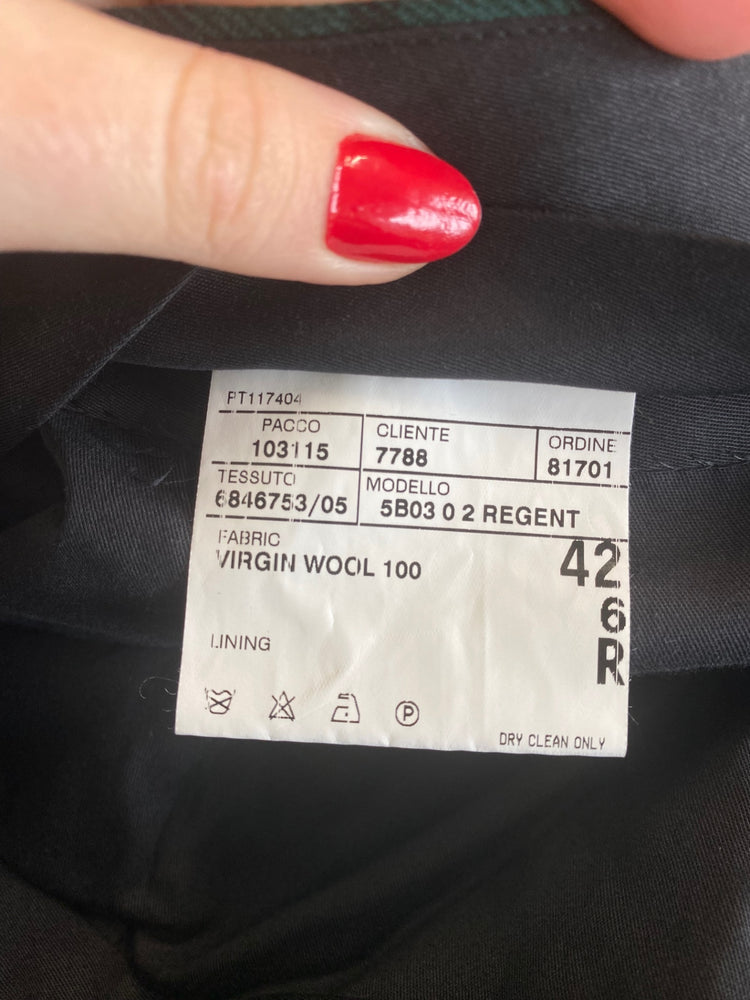 PT117404
PACCO
103115
CLIENTE
7788
ORDINE
81701
TESSUTO
6846753/05
MODELLO
5B03 0 2 REGENT
FABRIC
VIRGIN WOOL 100
42
6
R
LINING
P
DRY CLEAN ONLY